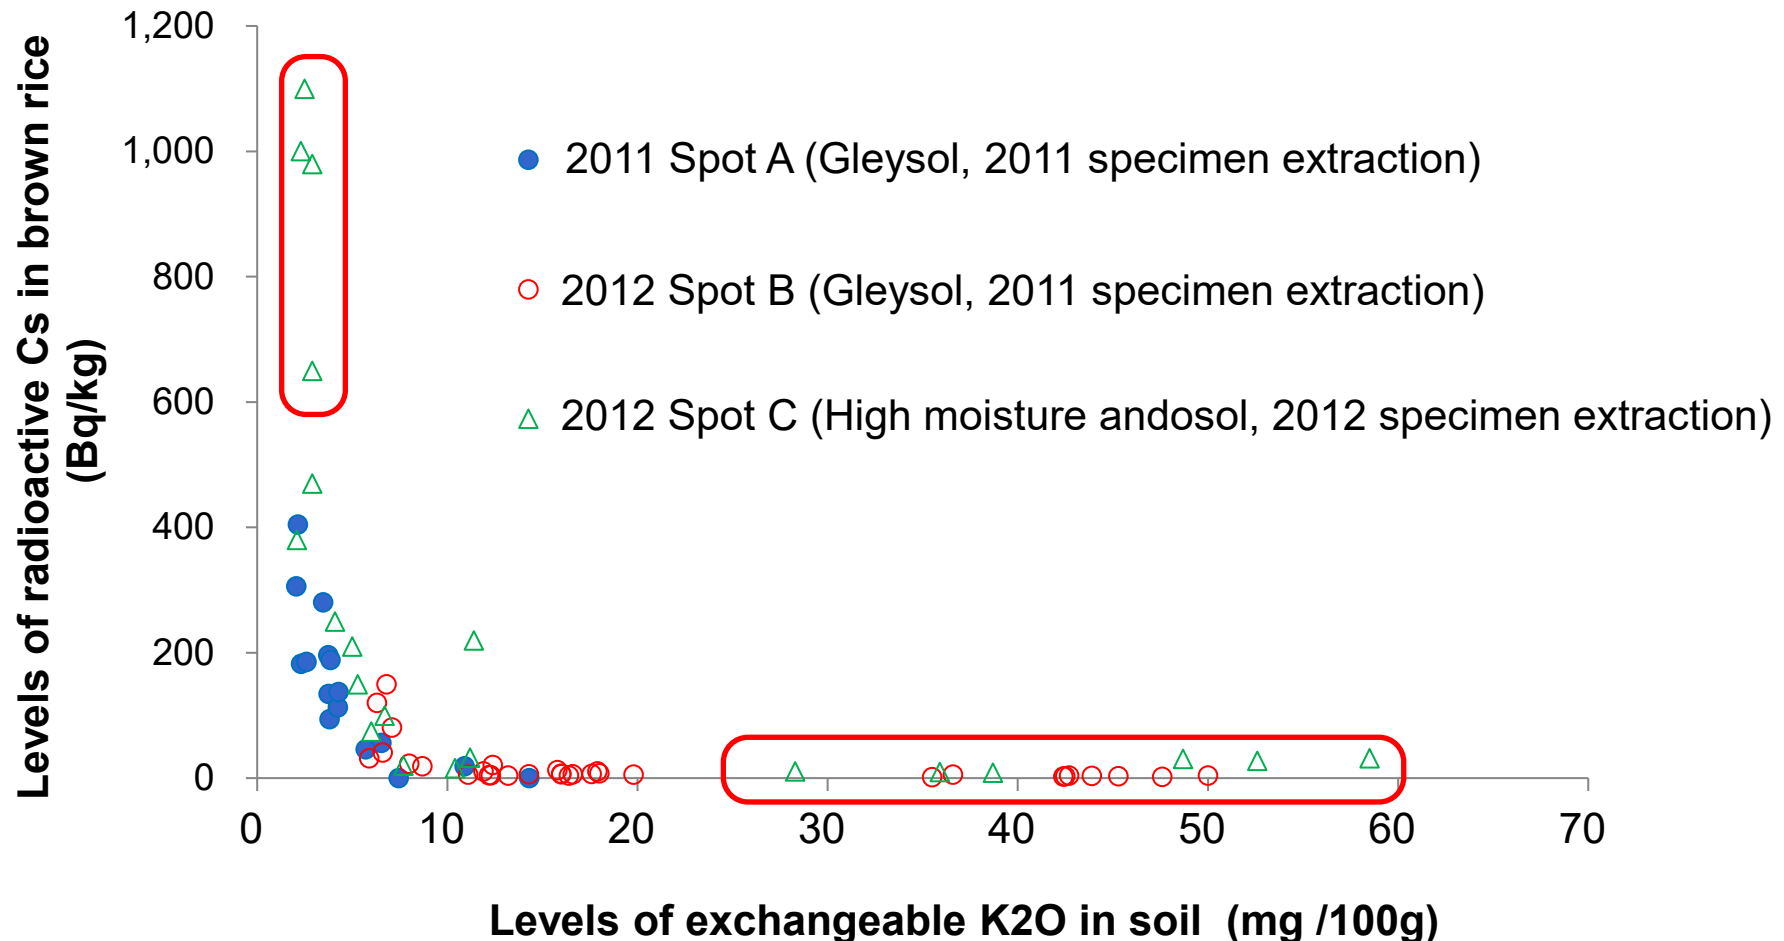 Levels of radioactive Cs in brown rice
(Bq/kg)
1,200
1,000
800
600
400
200
0
2011 Spot A (Gleysol, 2011 specimen extraction)
2012 Spot B (Gleysol, 2011 specimen extraction)
2012 Spot C (High moisture andosol, 2012 specimen extraction)
0 10 20 30 40 50 60 70
Levels of exchangeable K2O in soil (mg /100g)